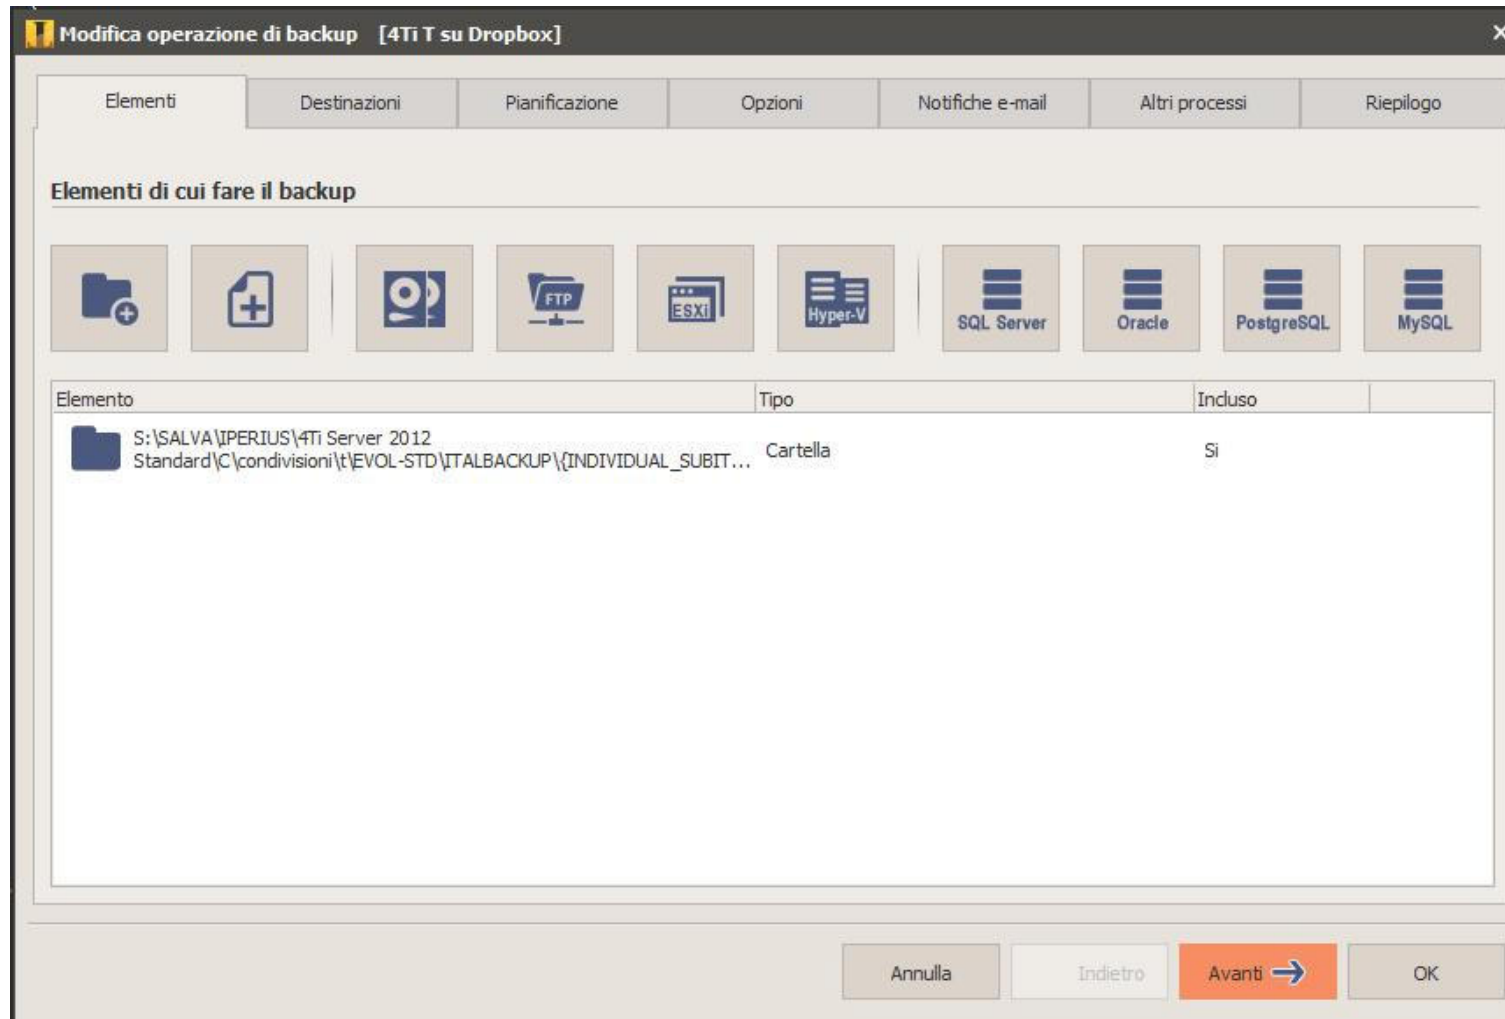 Modifica operazione di backup [4Ti T su Dropbox]
Elementi Destinazioni Pianificazione Opzioni Notifiche e-mail Altri processi Riepilogo
Elementi di cui fare il backup
FTP ESXi Hyper-V SQL Server Oracle PostgreSQL MySQL
Elemento Tipo Incluso
S:\SALVA\IPERIUS\4Ti Server 2012
Standard\C\condivisioni\t\EVOL-STD\ITALBACKUP\{INDIVIDUAL_SUBIT... Cartella Si
Annulla Indietro Avanti OK